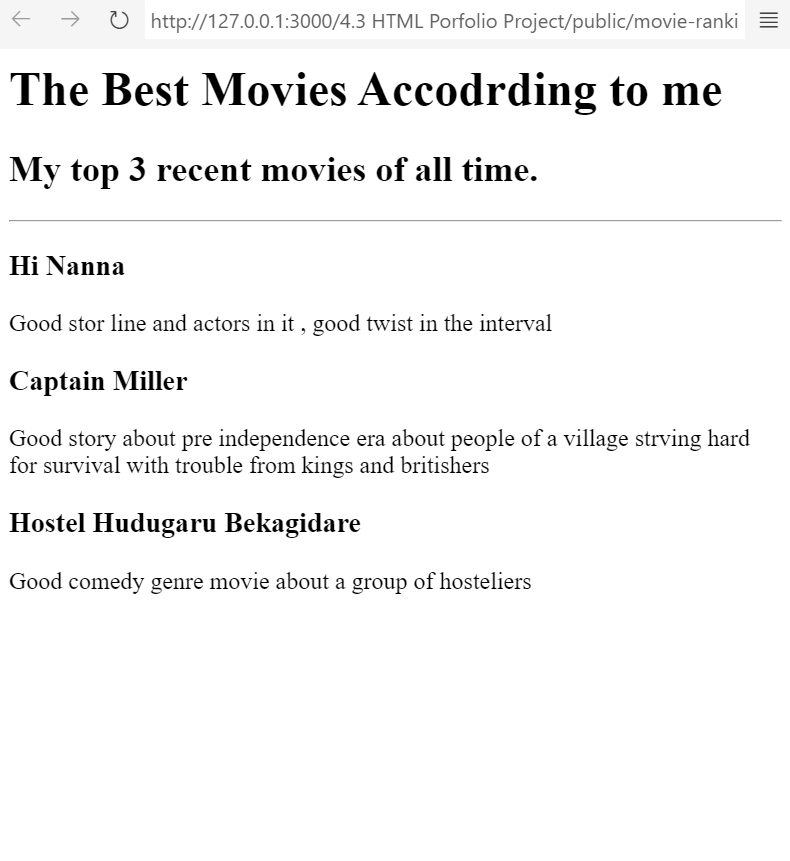 http://127.0.0.1:3000/4.3 HTML Porfolio Project/public/movie-ranki
The Best Movies Accodrding to me
My top 3 recent movies of all time.
Hi Nanna
Good stor line and actors in it , good twist in the interval
Captain Miller
Good story about pre independence era about people of a village strving hard
for survival with trouble from kings and britishers
Hostel Hudugaru Bekagidare
Good comedy genre movie about a group of hosteliers